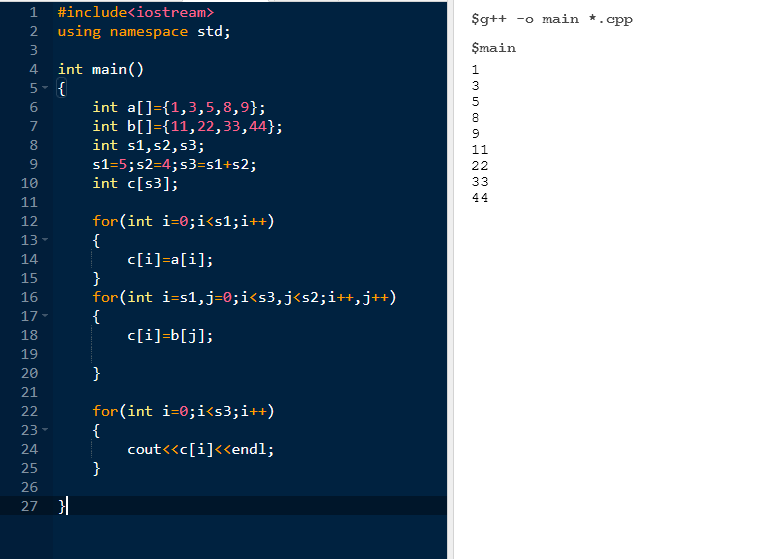 1 #include<iostream>
2 using namespace std;
3
4 int main()
5 {
6 int a[]={1,3,5,8,9};
7 int b[]={11,22,33,44};
8 int s1,s2,s3;
9 s1=5;s2=4;s3=s1+s2;
10 int c[s3];
11
12 for(int i=0;i<s1;i++)
13 {
14 c[i]=a[i];
15 }
16 for(int i=s1,j=0;i<s3,j<s2;i++,j++)
17 {
18 c[i]=b[j];
19
20 }
21
22 for(int i=0;i<s3;i++)
23 {
24 cout<<c[i]<<endl;
25 }
26
27 }
$g++ -o main *.cpp
$main
1
3
5
8
9
11
22
33
44